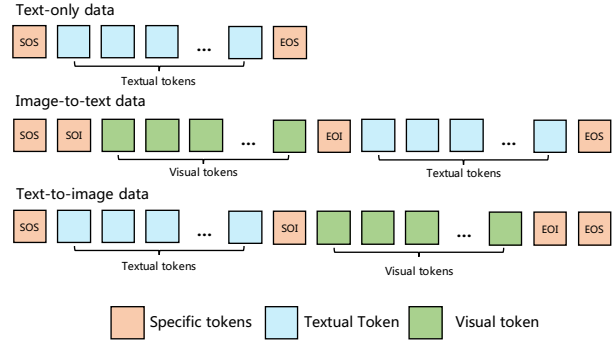 Text-only data
SOS ... EOS
Textual tokens
Image-to-text data
SOS SOI ... EOI ... EOS
Visual tokens Textual tokens
Text-to-image data
SOS ... SOI ... EOI EOS
Textual tokens Visual tokens
Specific tokens Textual Token Visual token